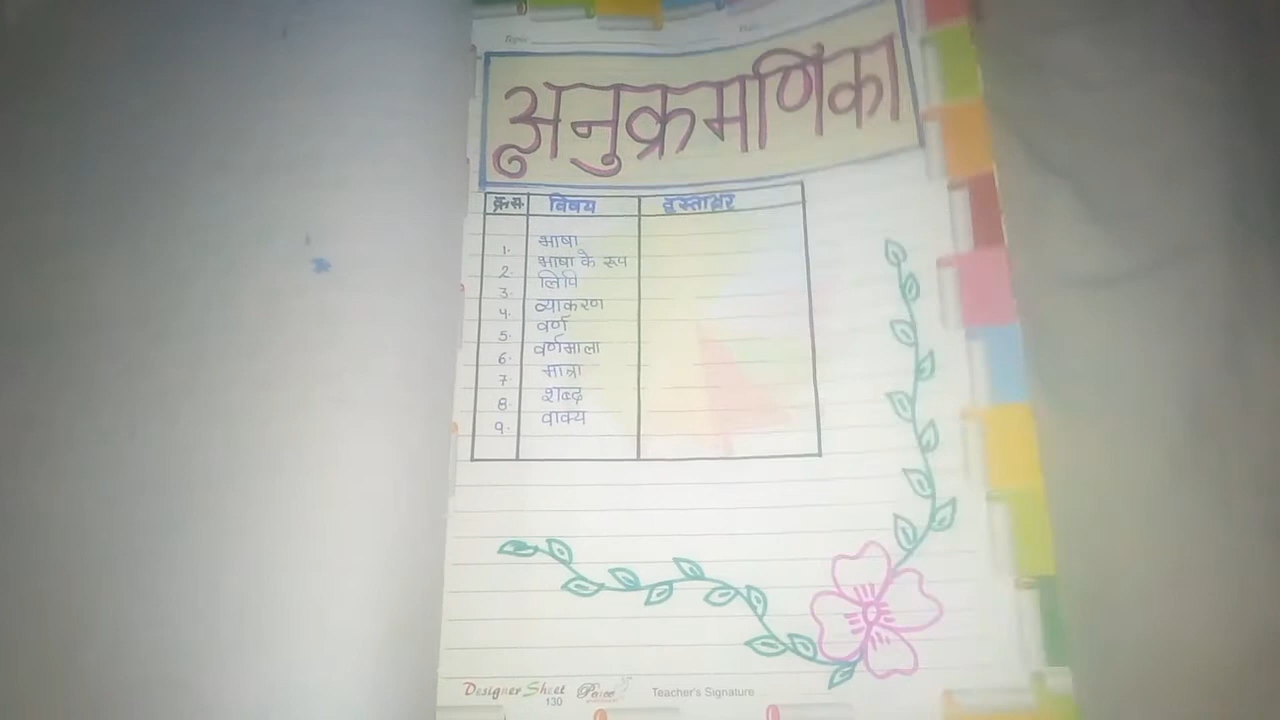 Topic
अनुक्रमणिका
क्र.स. विषय हस्ताक्षर
1. भाषा
2. भाषा के रूप
3. लिपि
4. व्याकरण
5. वर्ण
6. वर्णमाला
7. मात्रा
8. शब्द
9. वाक्य
Designer Sheet
130
Teacher's Signature